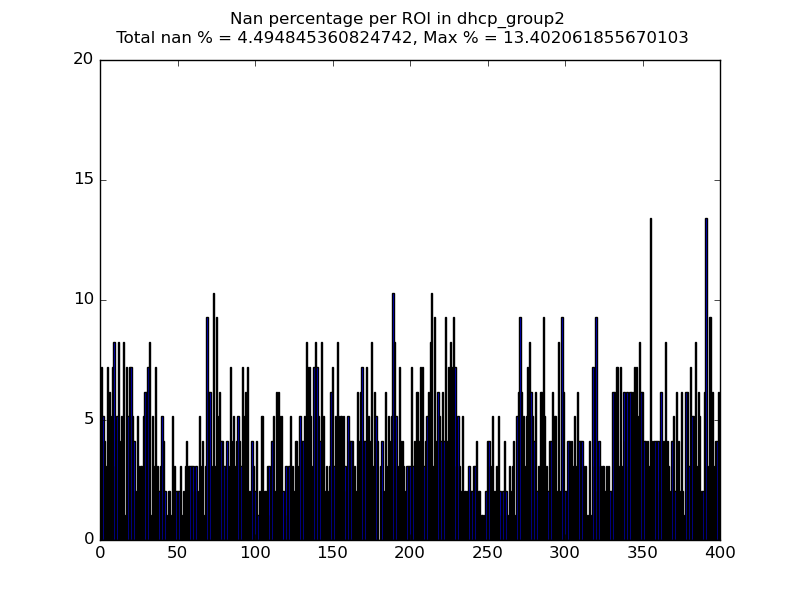 Nan percentage per ROI in dhcp_group2
Total nan % = 4.494845360824742, Max % = 13.402061855670103
20
15
10
5
0
0 50 100 150 200 250 300 350 400